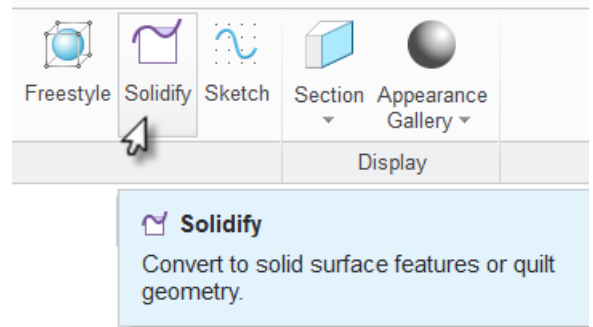 Freestyle Solidify Sketch Section Appearance
Gallery
Display
Solidify
Convert to solid surface features or quilt
geometry.